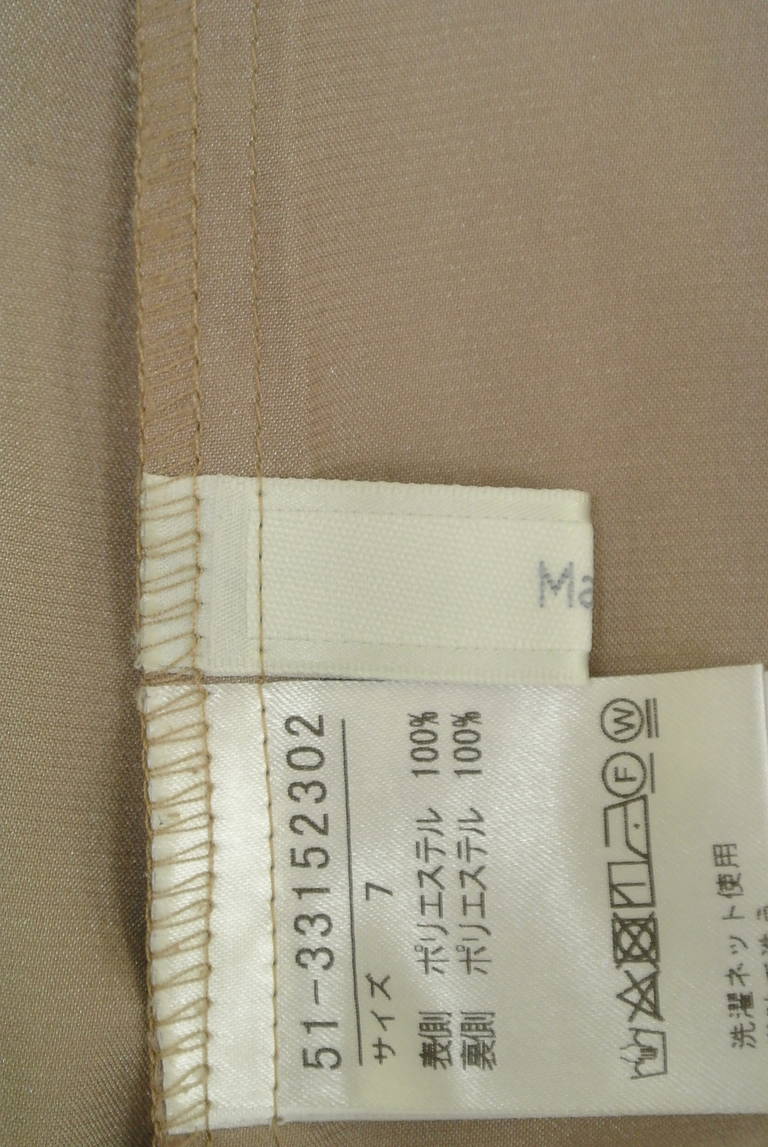 Ma
51-33152302
サイズ 7
表側 ポリエステル 100%
裏側 ポリエステル 100%
F W
洗濯ネット使用